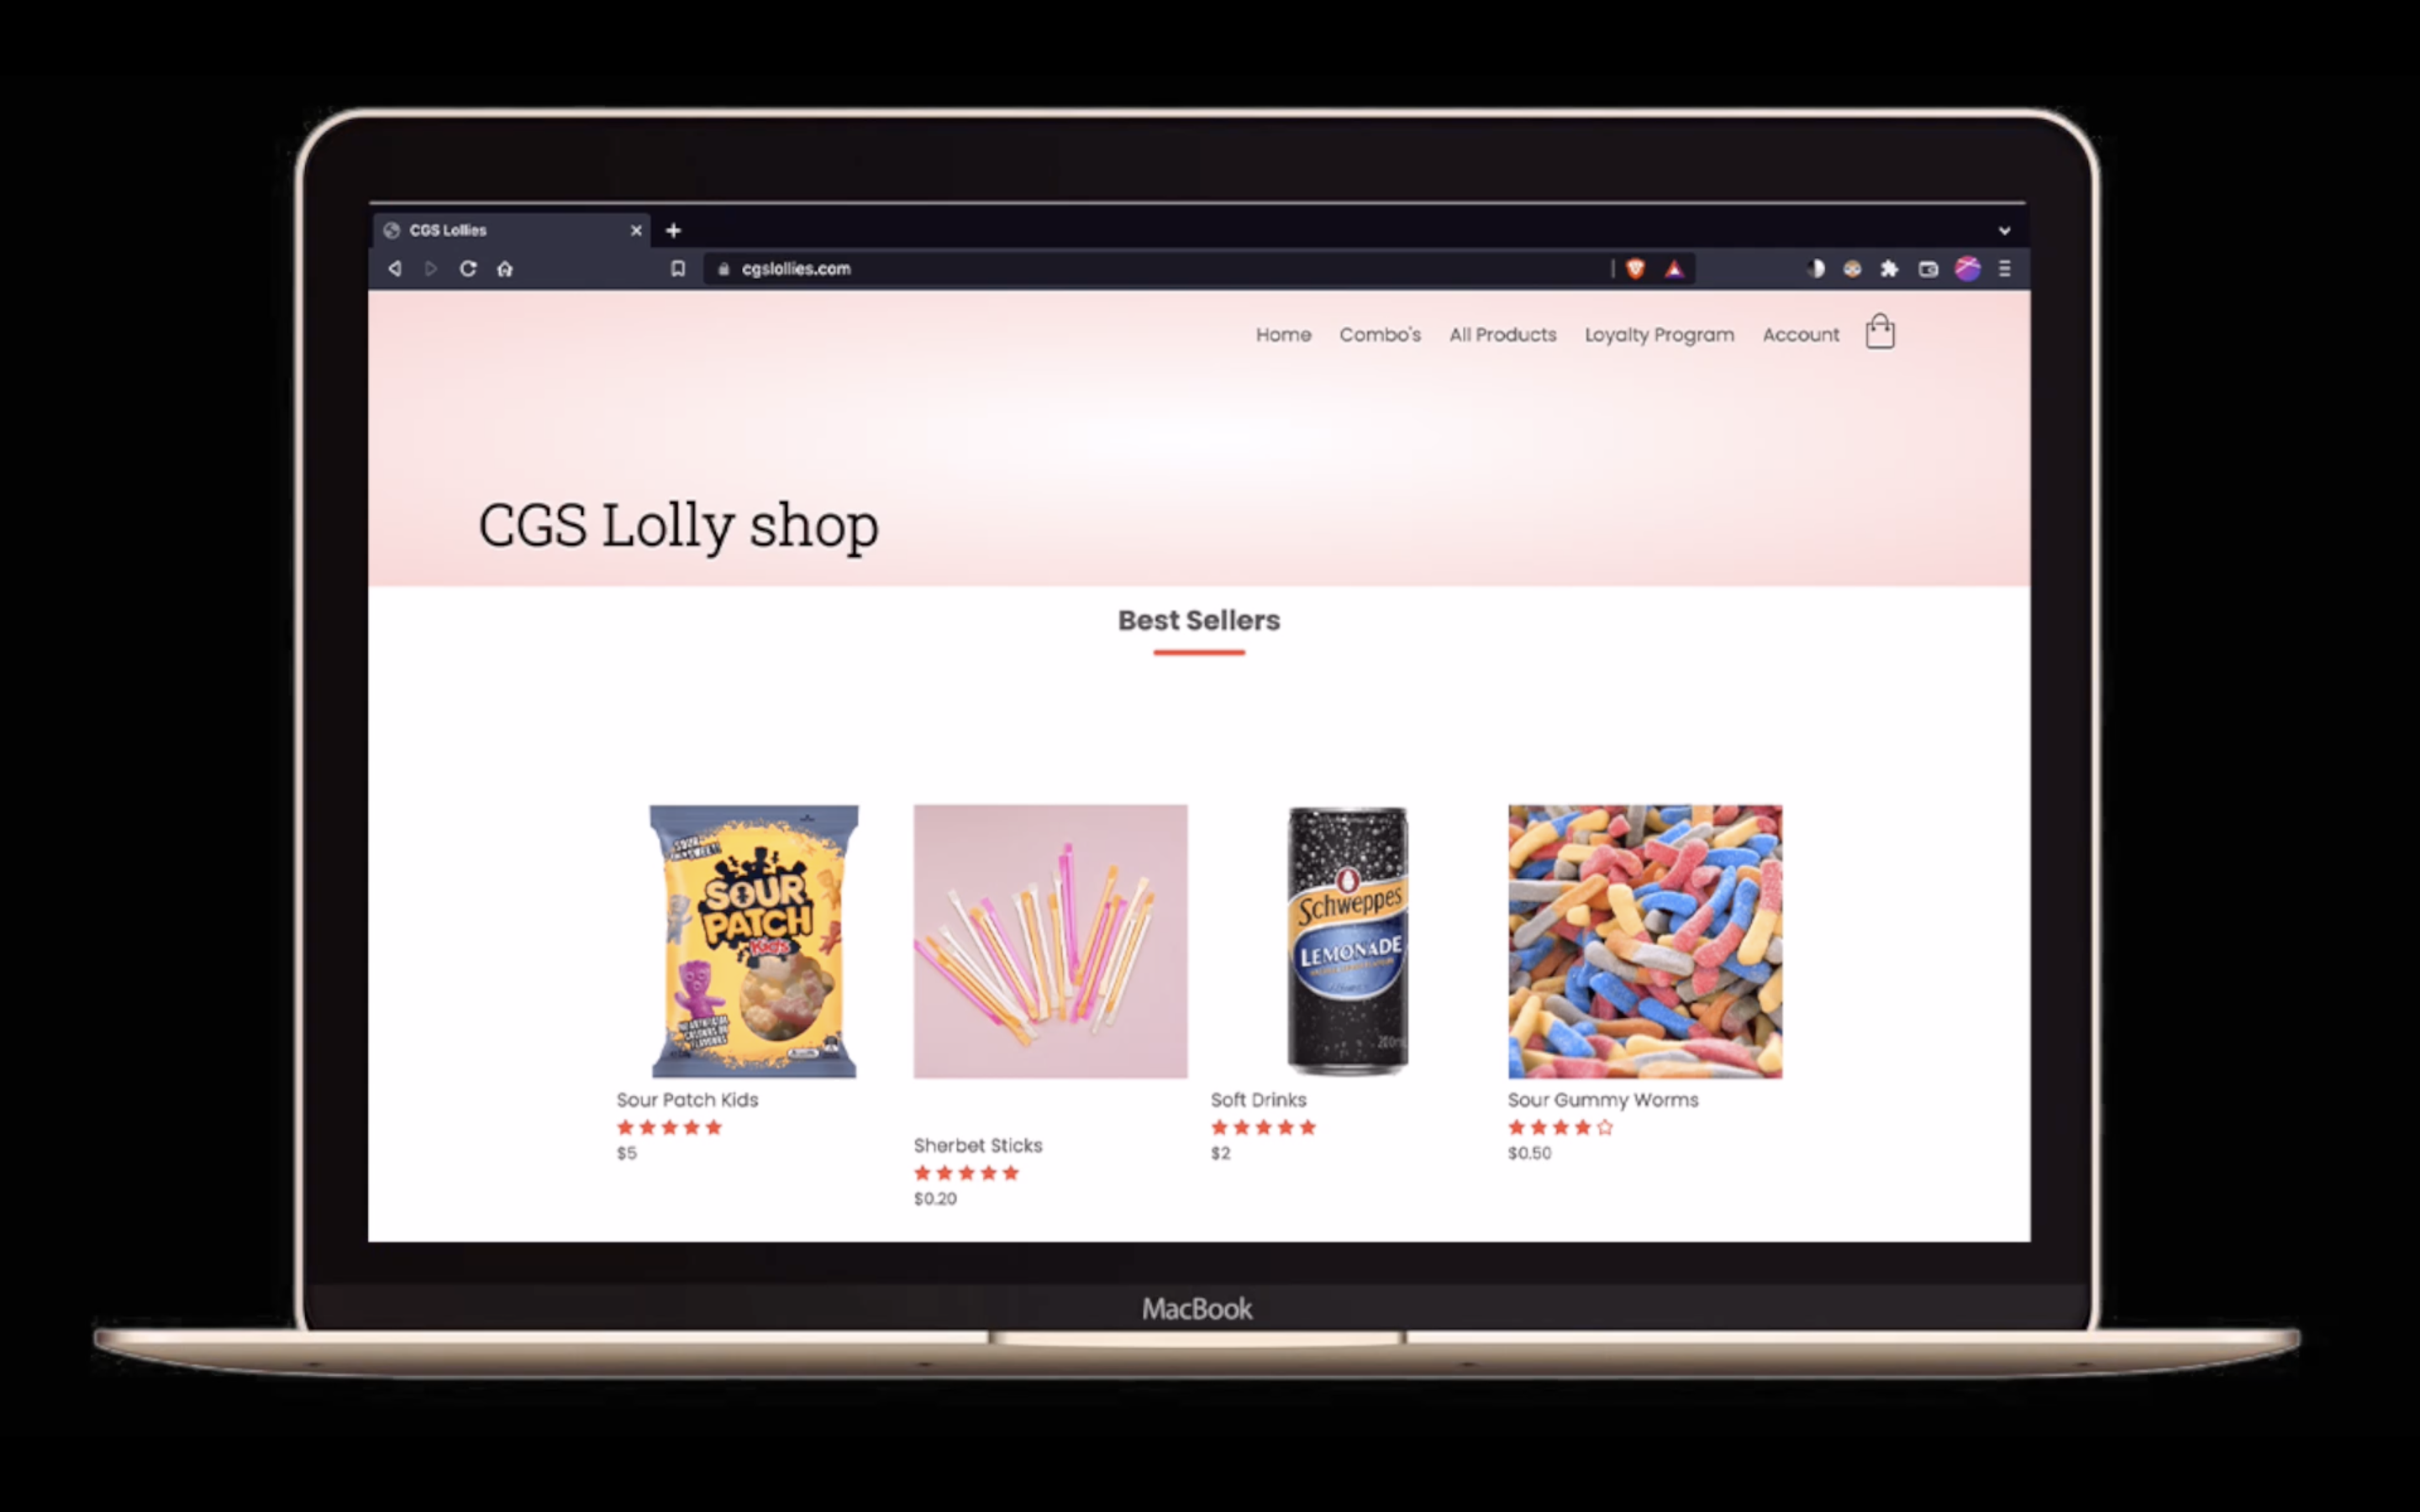 CGS Lollies
cgslollies.com
Home Combo's All Products Loyalty Program Account
CGS Lolly shop
Best Sellers
SOUR
PATCH
Kids
Schweppes
LEMONADE
Sour Patch Kids
$5
Sherbet Sticks
$0.20
Soft Drinks
$2
Sour Gummy Worms
$0.50
MacBook